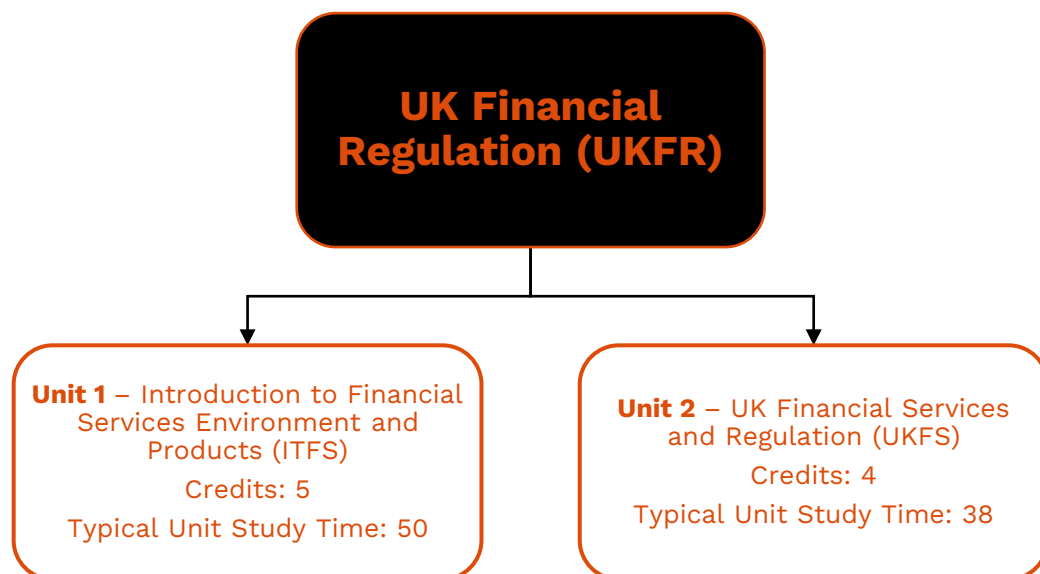 UK Financial
Regulation (UKFR)
Unit 1 – Introduction to Financial
Services Environment and
Products (ITFS)
Credits: 5
Typical Unit Study Time: 50
Unit 2 – UK Financial Services
and Regulation (UKFS)
Credits: 4
Typical Unit Study Time: 38